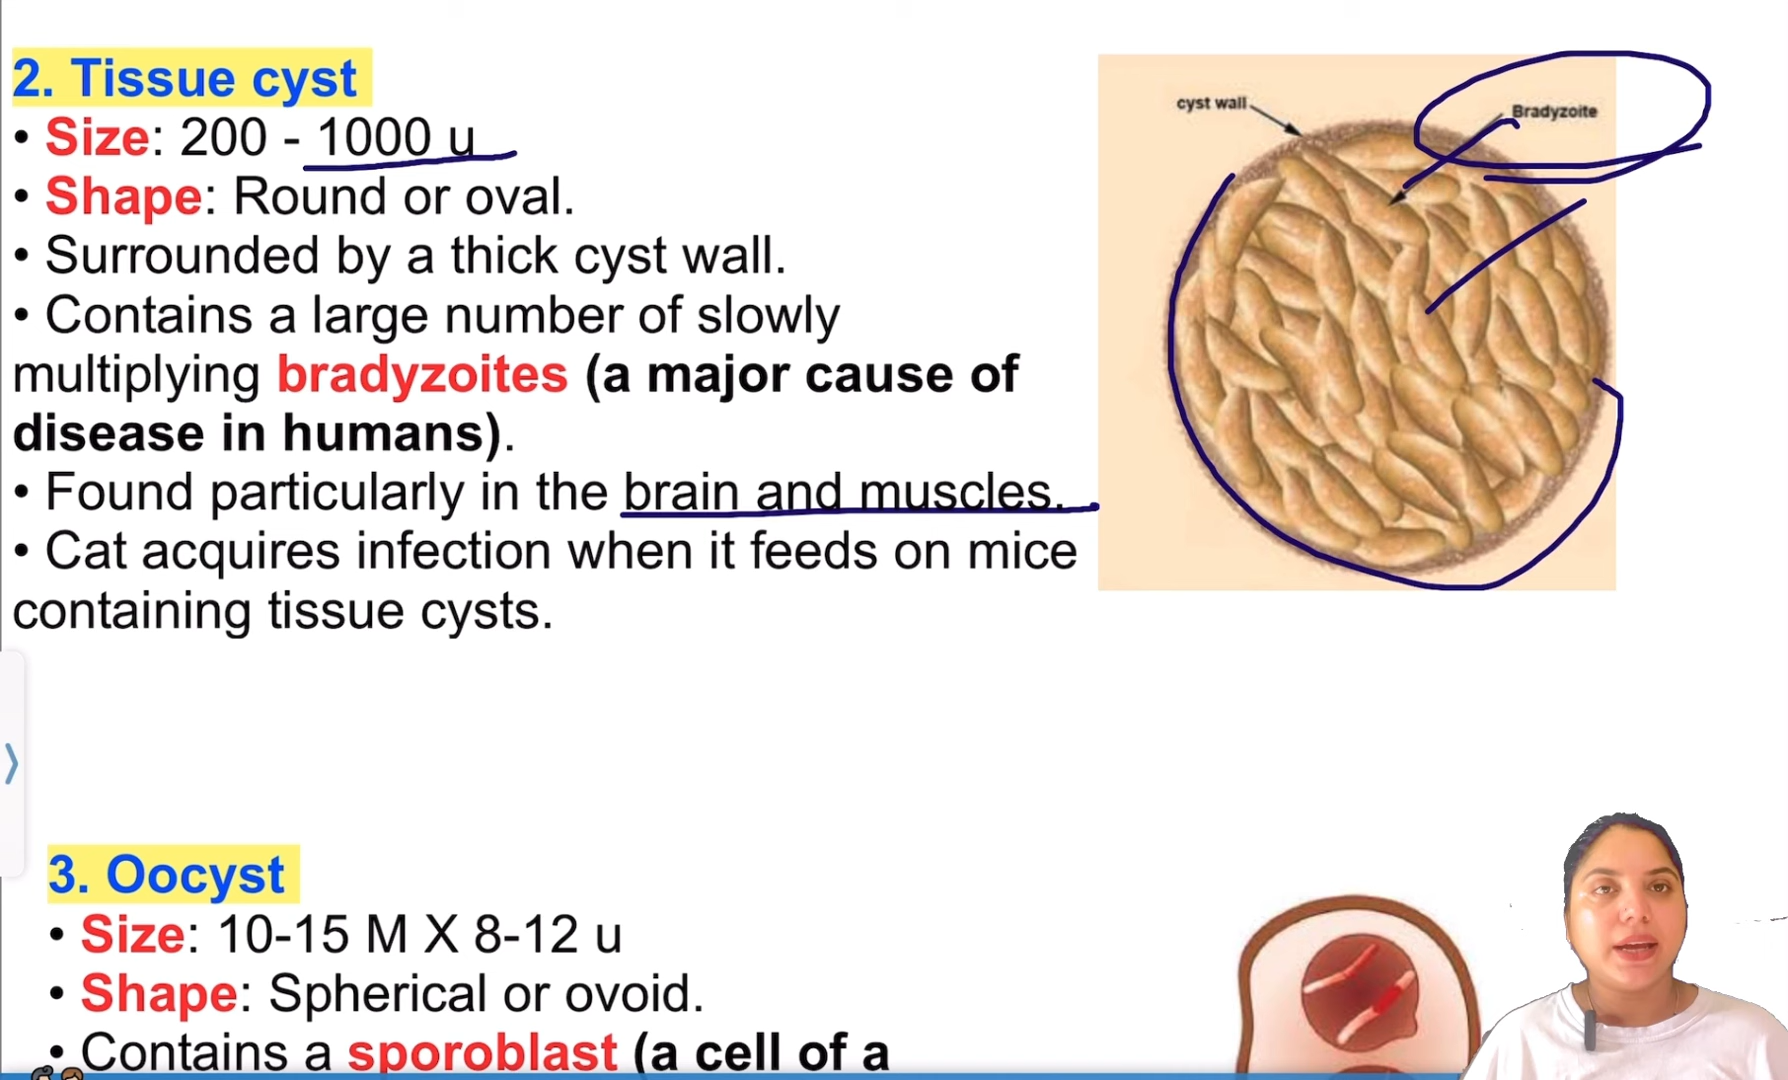 2. Tissue cyst
• Size: 200 - 1000 u
• Shape: Round or oval.
• Surrounded by a thick cyst wall.
• Contains a large number of slowly
multiplying bradyzoites (a major cause of
disease in humans).
• Found particularly in the brain and muscles.
• Cat acquires infection when it feeds on mice
containing tissue cysts.
cyst wall
Bradyzoite
3. Oocyst
• Size: 10-15 M X 8-12 u
• Shape: Spherical or ovoid.
• Contains a sporoblast (a cell of a